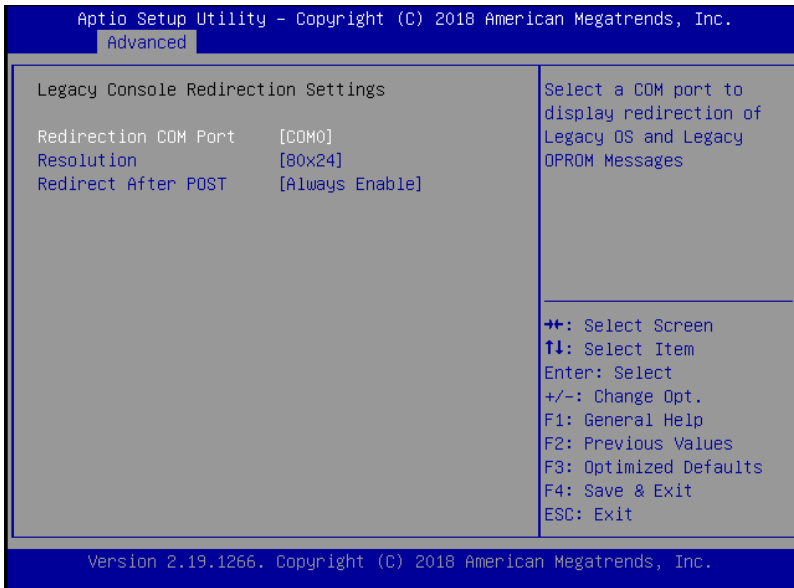 Aptio Setup Utility – Copyright (C) 2018 American Megatrends, Inc.
Advanced
Legacy Console Redirection Settings
Redirection COM Port [COM0]
Resolution [80x24]
Redirect After POST [Always Enable]
Select a COM port to
display redirection of
Legacy OS and Legacy
OPROM Messages
→←: Select Screen
↑↓: Select Item
Enter: Select
+/-: Change Opt.
F1: General Help
F2: Previous Values
F3: Optimized Defaults
F4: Save & Exit
ESC: Exit
Version 2.19.1266. Copyright (C) 2018 American Megatrends, Inc.